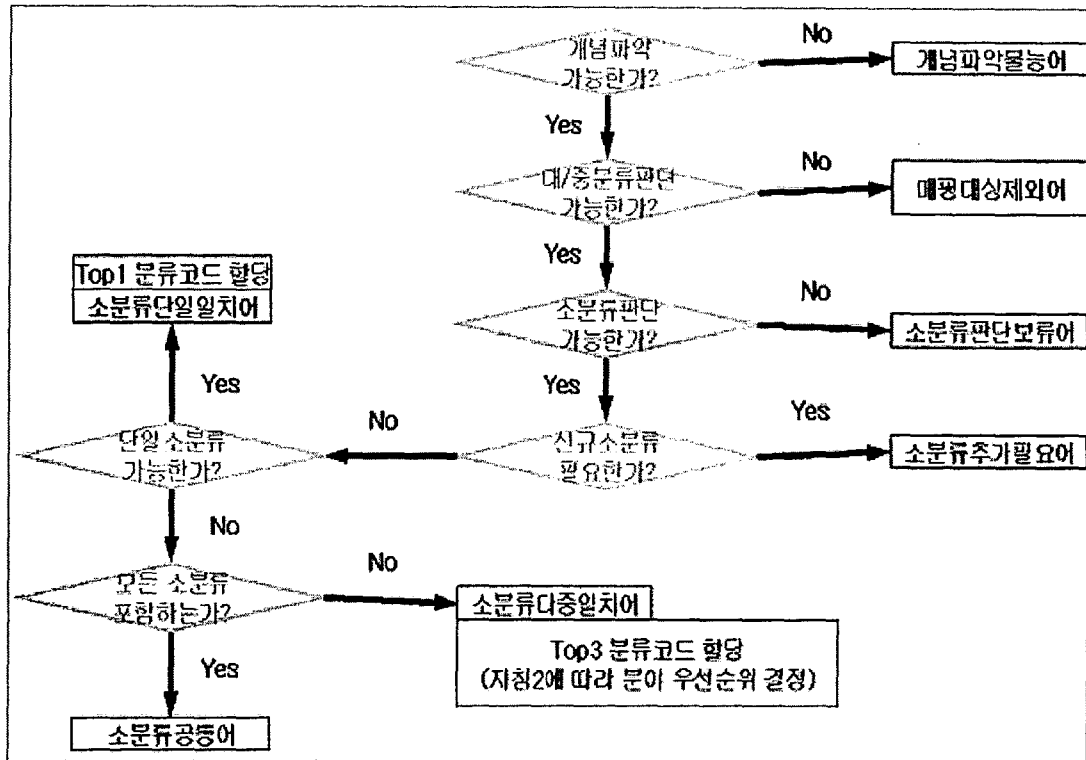 개념파악
가능한가?
No
개념파악불능어
Yes
대/중분류판단
가능한가?
No
매핑대상제외어
Yes
Top1 분류코드 할당
소분류단일일치어
소분류판단
가능한가?
No
소분류판단보류어
Yes
Yes
단일 소분류
가능한가?
No
신규소분류
필요한가?
Yes
소분류추가필요어
No
모든 소분류
포함하는가?
No
소분류다중일치어
Top3 분류코드 할당
(지침2에 따라 분야 우선순위 결정)
Yes
소분류공통어